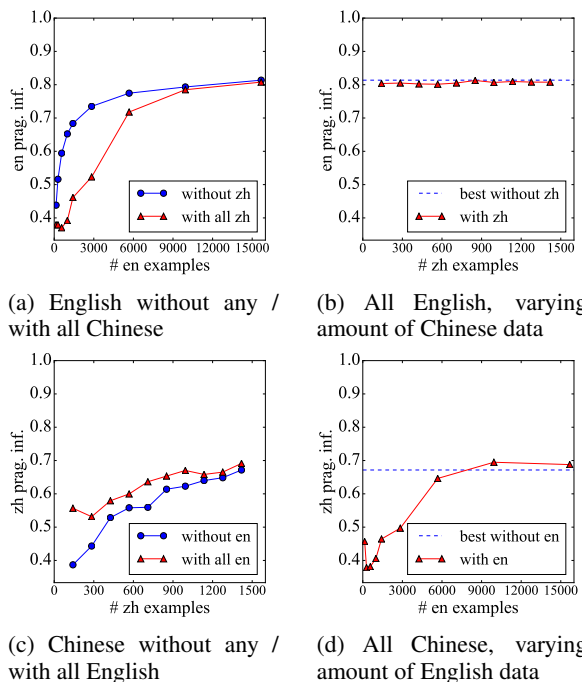 1.0
0.9
0.8
0.7
0.6
0.5
0.4
en prag. inf.
without zh
with all zh
0 3000 6000 9000 12000 15000
# en examples
1.0
0.9
0.8
0.7
0.6
0.5
0.4
en prag. inf.
best without zh
with zh
0 300 600 900 1200 1500
# zh examples
(a) English without any /
with all Chinese
(b) All English, varying
amount of Chinese data
1.0
0.9
0.8
0.7
0.6
0.5
0.4
zh prag. inf.
without en
with all en
0 300 600 900 1200 1500
# zh examples
1.0
0.9
0.8
0.7
0.6
0.5
0.4
zh prag. inf.
best without en
with en
0 3000 6000 9000 12000 15000
# en examples
(c) Chinese without any /
with all English
(d) All Chinese, varying
amount of English data